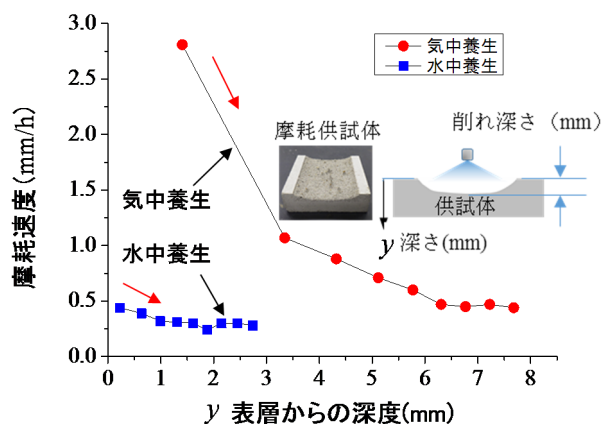 3.0
2.5
2.0
1.5
1.0
0.5
0.0
摩耗速度(mm/h)
気中養生
水中養生
摩耗供試体
削れ深さ（mm）
供試体
y 深さ(mm)
気中養生
水中養生
0 1 2 3 4 5 6 7 8
y 表層からの深度(mm)